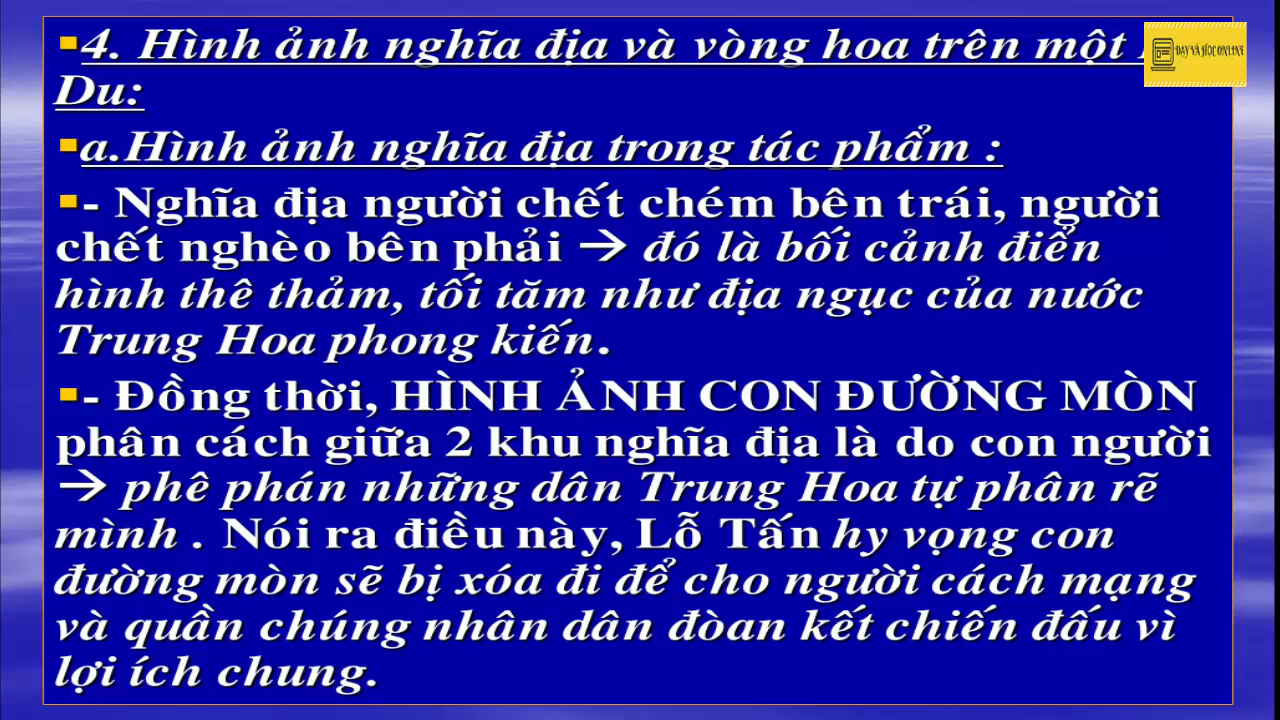 4. Hình ảnh nghĩa địa và vòng hoa trên một
Du:
a.Hình ảnh nghĩa địa trong tác phẩm :
- Nghĩa địa người chết chém bên trái, người
chết nghèo bên phải → đó là bối cảnh điển
hình thê thảm, tối tăm như địa ngục của nước
Trung Hoa phong kiến.
- Đồng thời, HÌNH ẢNH CON ĐƯỜNG MÒN
phân cách giữa 2 khu nghĩa địa là do con người
→ phê phán những dân Trung Hoa tự phân rẽ
mình . Nói ra điều này, Lỗ Tấn hy vọng con
đường mòn sẽ bị xóa đi để cho người cách mạng
và quần chúng nhân dân đòan kết chiến đấu vì
lợi ích chung.
DẠY VÀ HỌC ONLINE